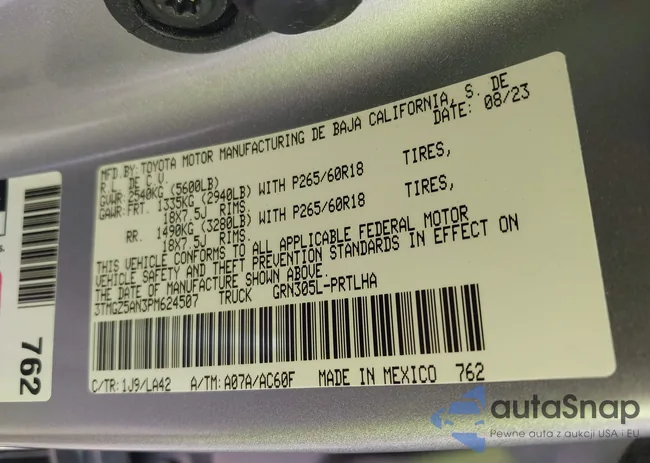 MFD.BY:TOYOTA MOTOR MANUFACTURING DE BAJA CALIFORNIA, S. DE
R.L. DE C.V. DATE: 08/23
GVWR: 2540KG (5600LB)
GAWR:FRT. 1335KG (2940LB) WITH P265/60R18 TIRES,
18X7.5J RIMS.
RR. 1490KG (3280LB) WITH P265/60R18 TIRES,
18X7.5J RIMS.
THIS VEHICLE CONFORMS TO ALL APPLICABLE FEDERAL MOTOR
VEHICLE SAFETY AND THEFT PREVENTION STANDARDS IN EFFECT ON
THE DATE OF MANUFACTURE SHOWN ABOVE.
3TMGZ5AN3PM624507 TRUCK GRN305L-PRTLHA
C/TR:1J9/LA42 A/TM:A07A/AC60F MADE IN MEXICO 762
762
autaSnap
Pewne auta z aukcji USA i EU